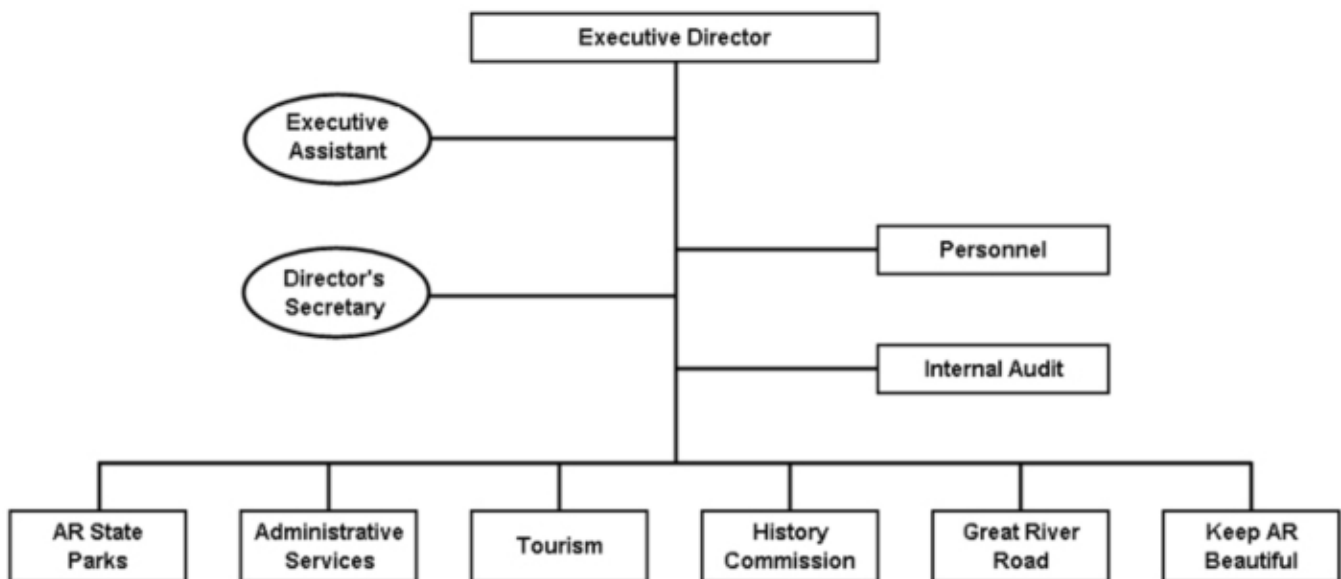 Executive Director
Executive
Assistant
Personnel
Director's
Secretary
Internal Audit
AR State
Parks
Administrative
Services
Tourism
History
Commission
Great River
Road
Keep AR
Beautiful